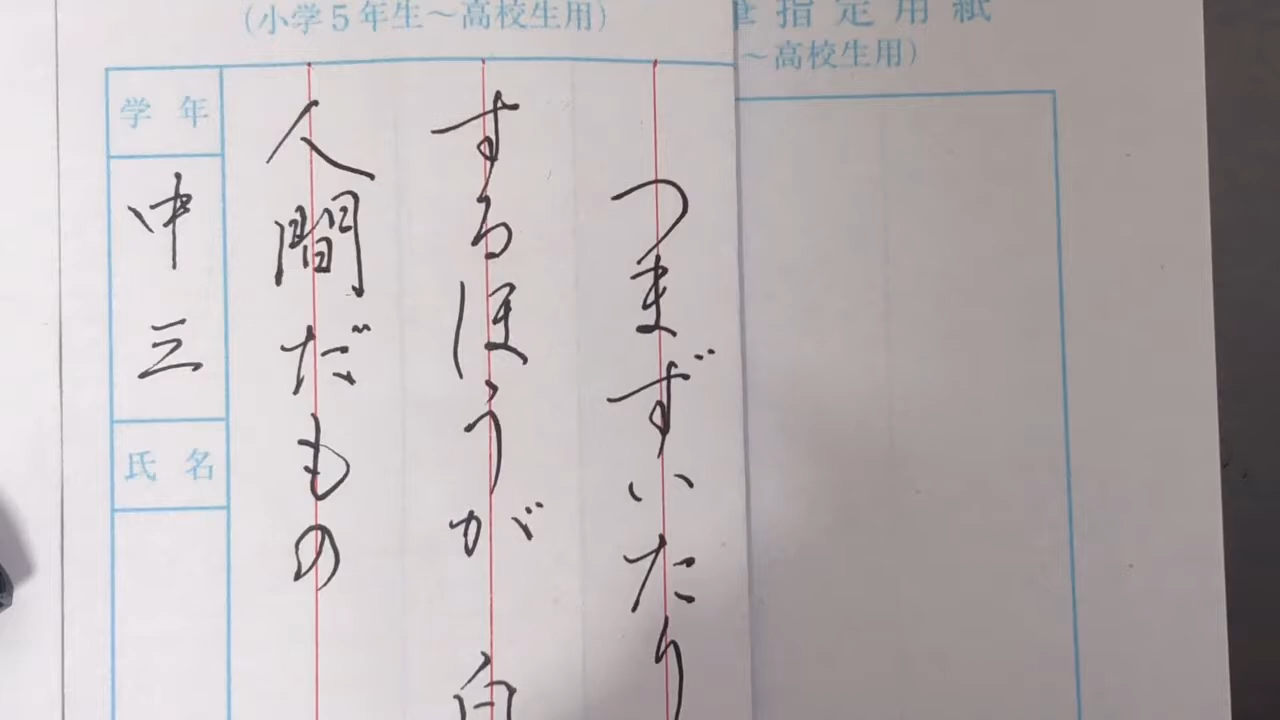 (小学5年生〜高校生用)
筆指定用紙
〜高校生用)
つまずいたり
するほうが
人間だもの
学年
中三
氏名